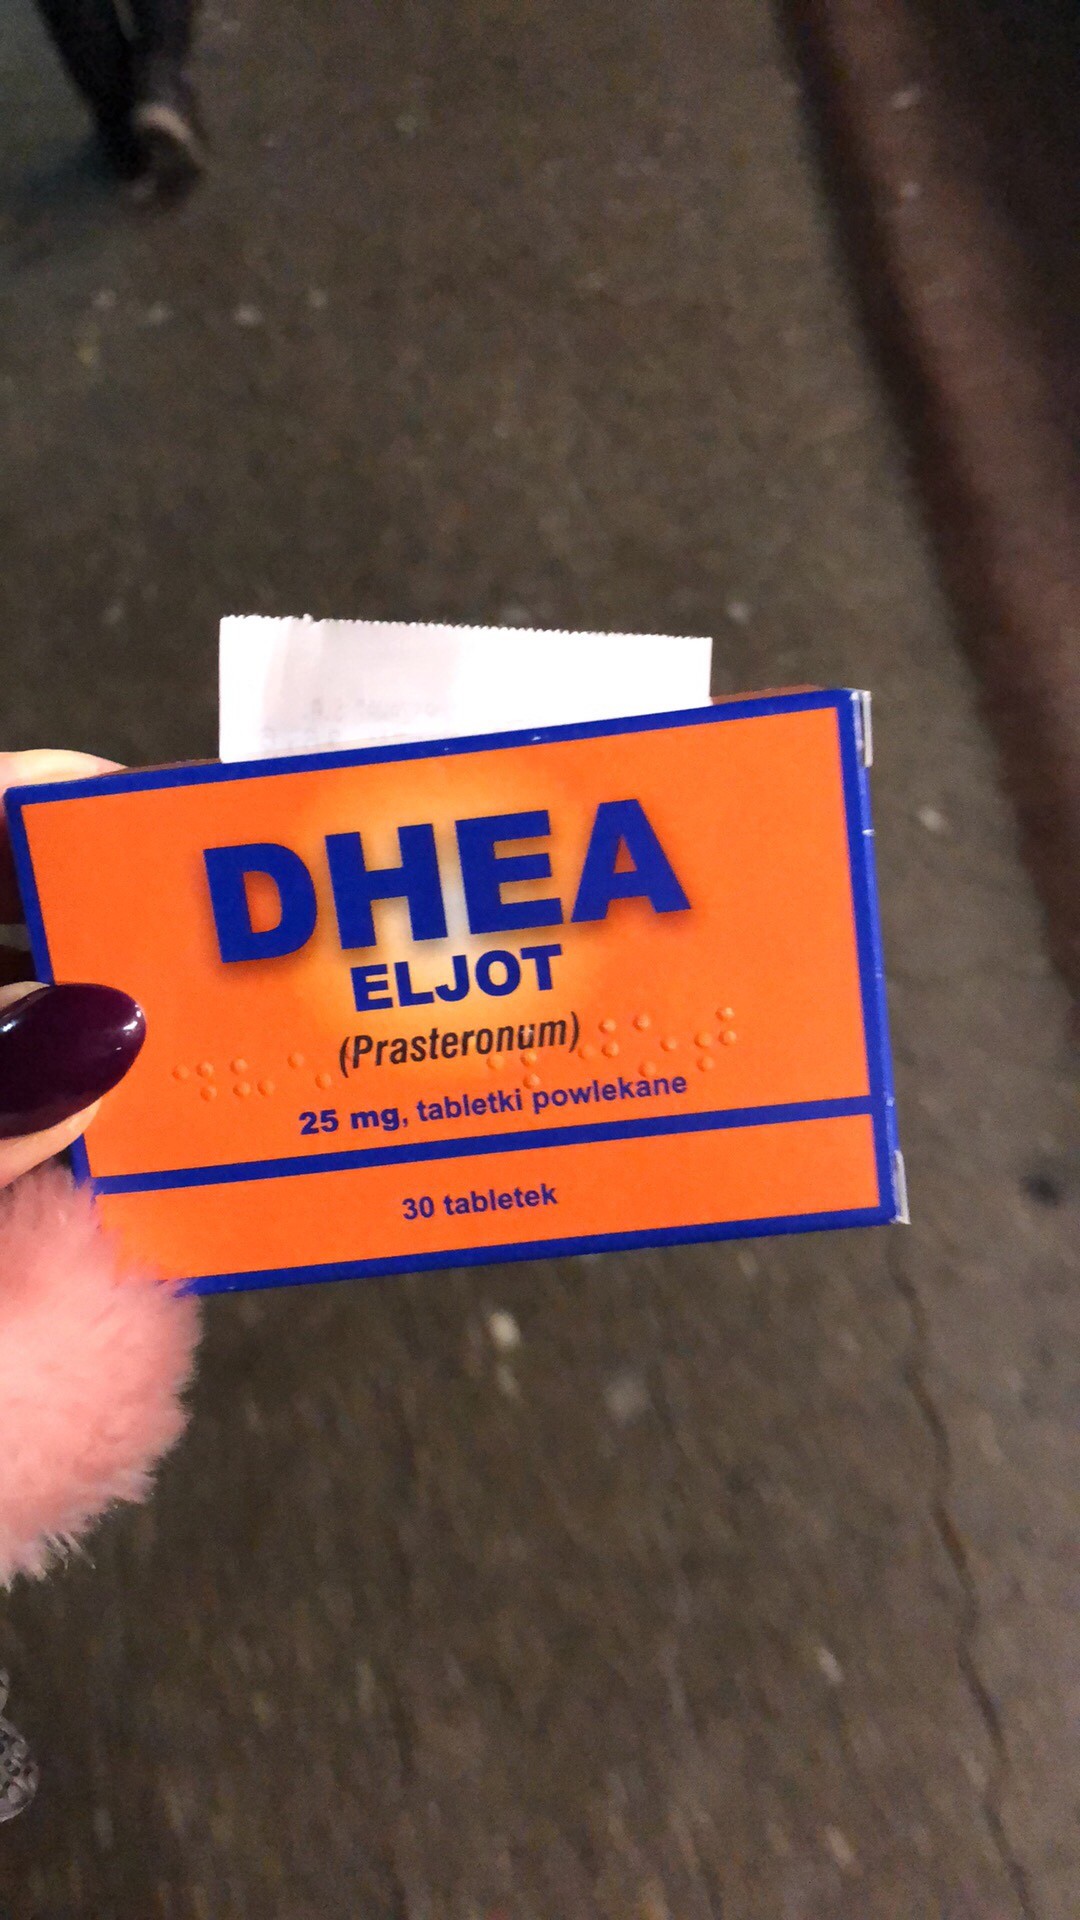 DHEA
ELJOT
(Prasteronum)
25 mg, tabletki powlekane
30 tabletek